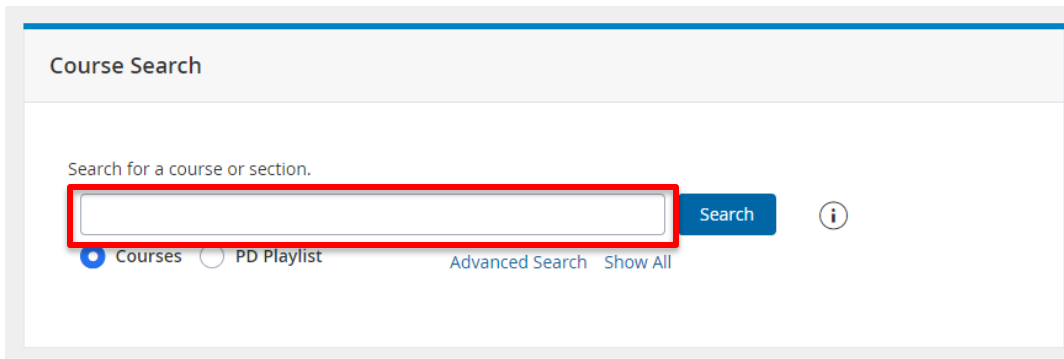 Course Search
Search for a course or section.
Search
Courses PD Playlist Advanced Search Show All